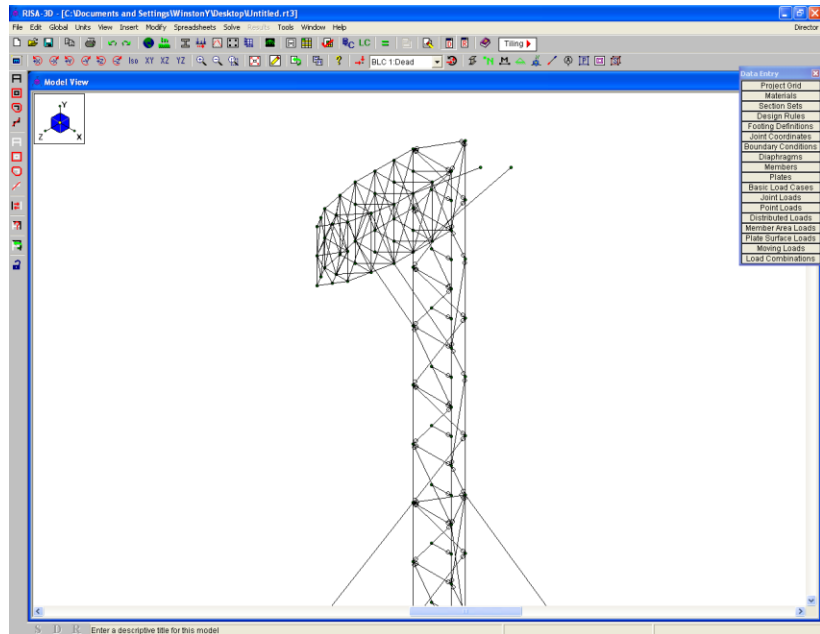 RISA-3D - [C:\Documents and Settings\WinstonY\Desktop\Untitled.rt3]
File Edit Global Units View Insert Modify Spreadsheets Solve Results Tools Window Help Director
LC Tiling
Iso XY XZ YZ BLC 1:Dead
Model View
Data Entry
Y
Z X
Project Grid
Materials
Section Sets
Design Rules
Footing Definitions
Joint Coordinates
Boundary Conditions
Diaphragms
Members
Plates
Basic Load Cases
Joint Loads
Point Loads
Distributed Loads
Member Area Loads
Plate Surface Loads
Moving Loads
Load Combinations
S D R Enter a descriptive title for this model